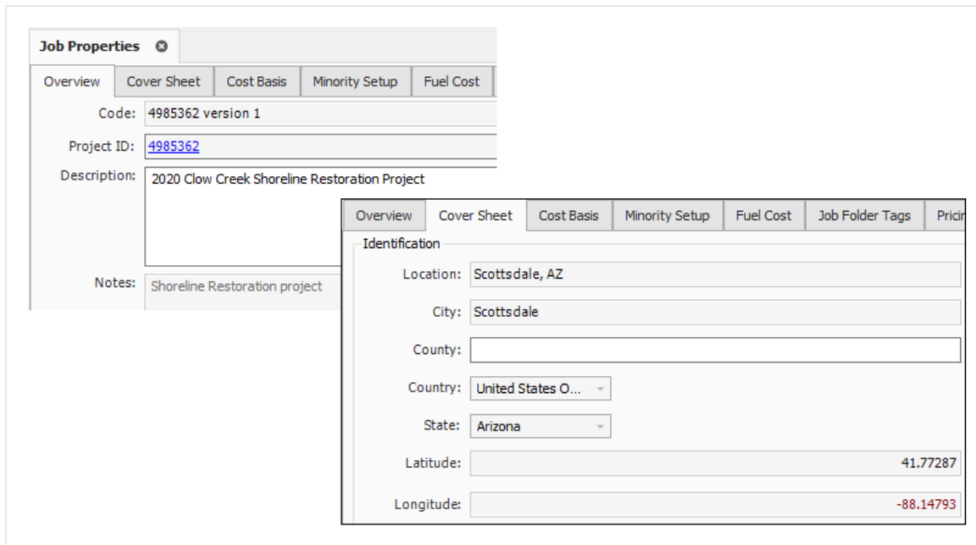 Job Properties
Overview Cover Sheet Cost Basis Minority Setup Fuel Cost
Code: 4985362 version 1
Project ID: 4985362
Description: 2020 Clow Creek Shoreline Restoration Project
Notes: Shoreline Restoration project
Overview Cover Sheet Cost Basis Minority Setup Fuel Cost Job Folder Tags
Identification
Location: Scottsdale, AZ
City: Scottsdale
County:
Country: United States O...
State: Arizona
Latitude: 41.77287
Longitude: -88.14793